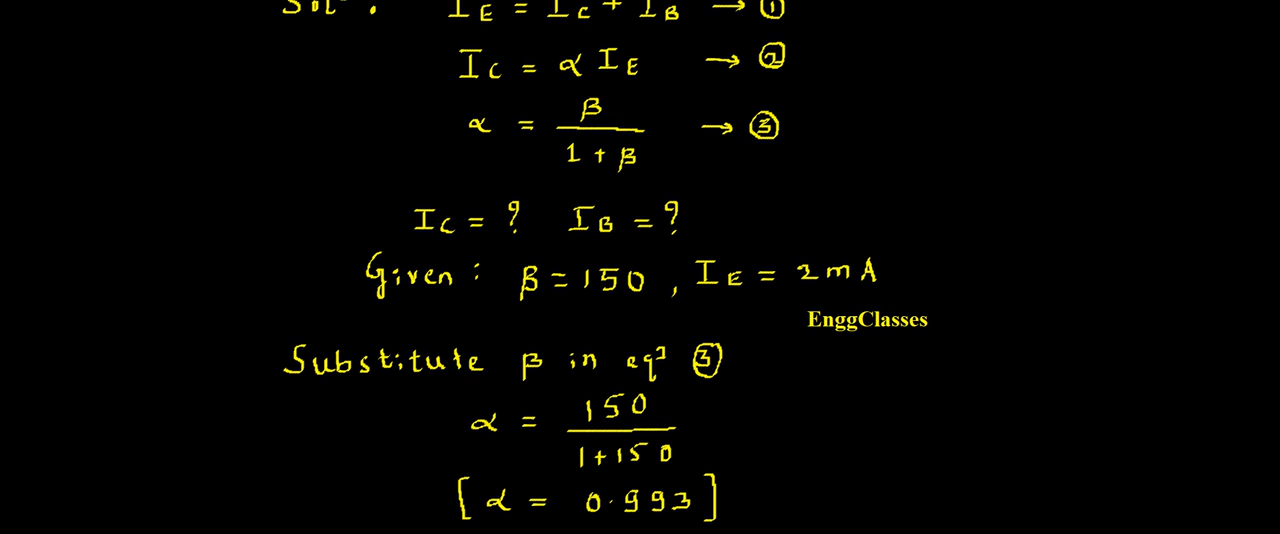 Solⁿ: I_E = I_C + I_B → ①
I_C = α I_E → ②
α = β / (1 + β) → ③
I_C = ? I_B = ?
Given: β = 150, I_E = 2mA
EnggClasses
Substitute β in eqⁿ ③
α = 150 / (1+150)
[α = 0.993]